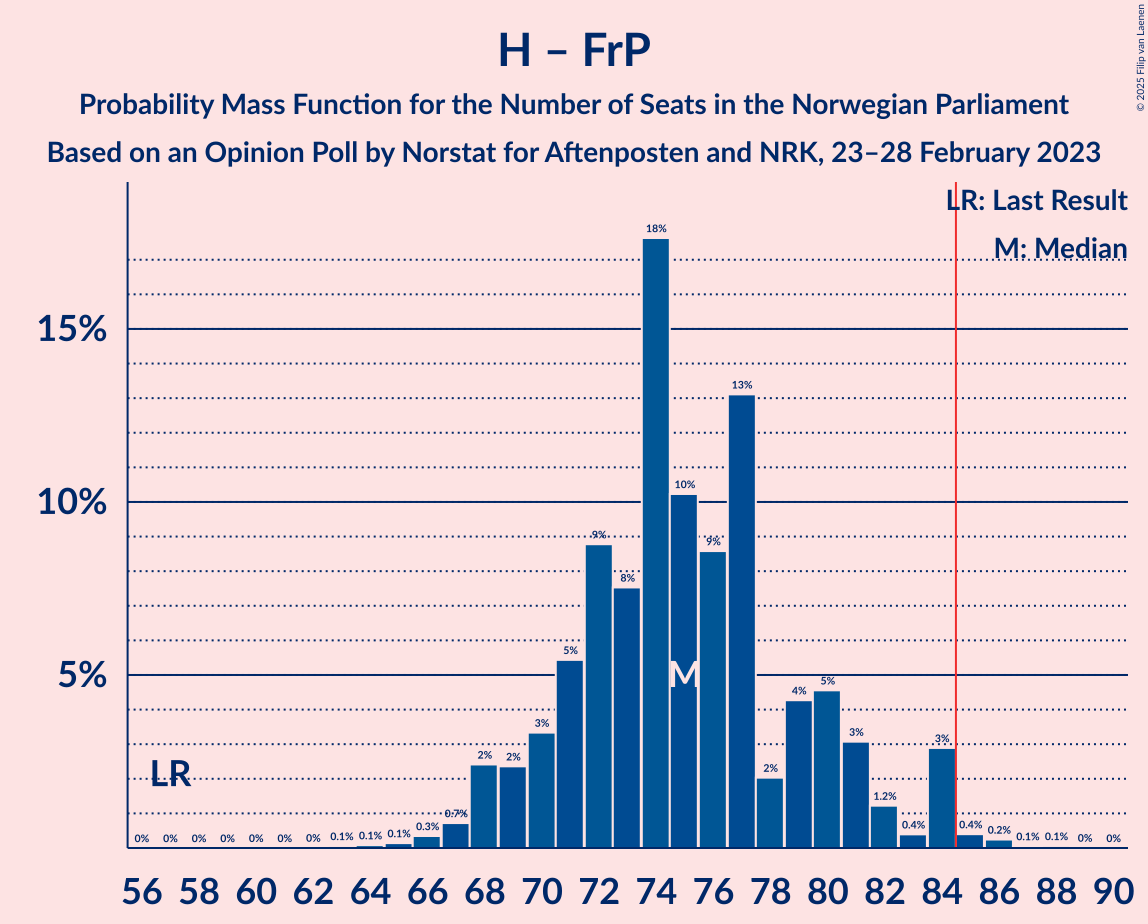 H – FrP
Probability Mass Function for the Number of Seats in the Norwegian Parliament
Based on an Opinion Poll by Norstat for Aftenposten and NRK, 23–28 February 2023
© 2025 Filip van Laenen
LR: Last Result
M: Median
15%
10%
5%
LR
M
0% 0% 0% 0% 0% 0% 0% 0.1% 0.1% 0.1% 0.3% 0.7% 2% 2% 3% 5% 9% 8% 18% 10% 9% 13% 2% 4% 5% 3% 1.2% 0.4% 3% 0.4% 0.2% 0.1% 0.1% 0% 0%
56 58 60 62 64 66 68 70 72 74 76 78 80 82 84 86 88 90